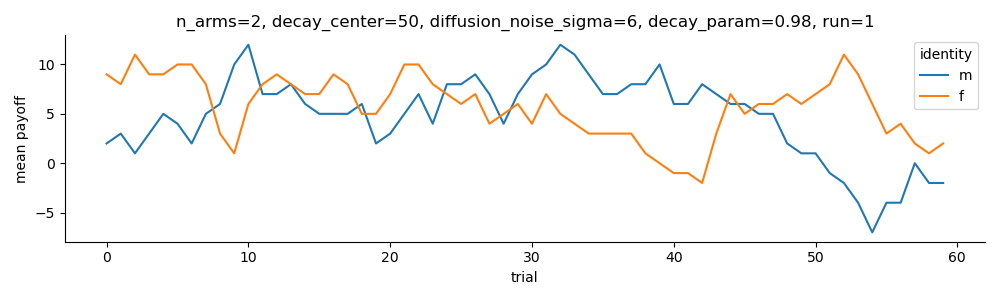 n_arms=2, decay_center=50, diffusion_noise_sigma=6, decay_param=0.98, run=1
identity
m
f
mean payoff
10
5
0
−5
0 10 20 30 40 50 60
trial